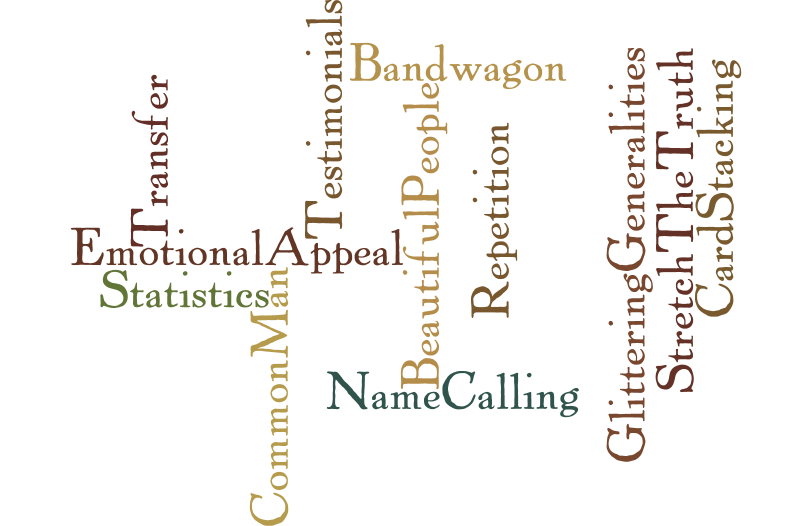 Testimonials
Bandwagon
Transfer
BeautifulPeople
Repetition
GlitteringGeneralities
StretchTheTruth
CardStacking
EmotionalAppeal
Statistics
CommonMan
NameCalling